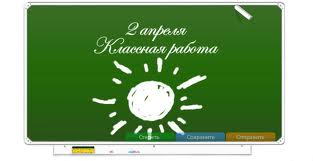 2 апреля
Классная работа
Стереть Сохранить Отправить